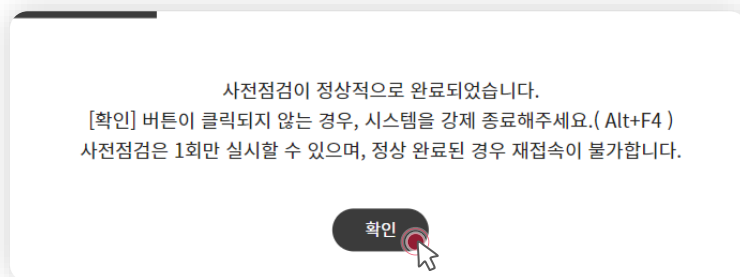 사전점검이 정상적으로 완료되었습니다.
[확인] 버튼이 클릭되지 않는 경우, 시스템을 강제 종료해주세요.( Alt+F4 )
사전점검은 1회만 실시할 수 있으며, 정상 완료된 경우 재접속이 불가합니다.
확인